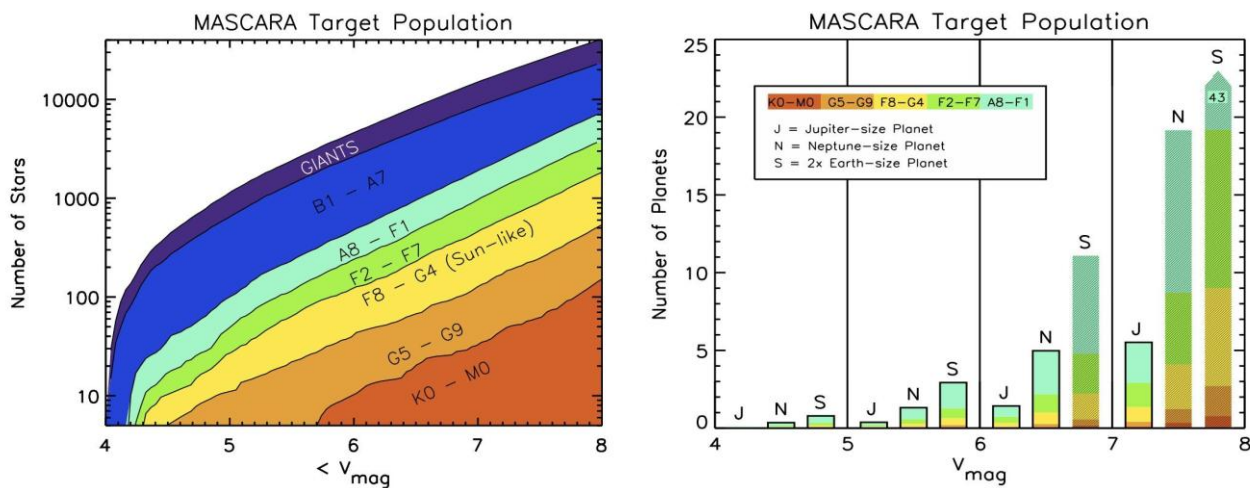 MASCARA Target Population
Number of Stars
10000
1000
100
10
GIANTS
B1 – A7
A8 – F1
F2 – F7
F8 – G4 (Sun-like)
G5 – G9
K0 – M0
4 5 6 7 8
< Vmag
MASCARA Target Population
Number of Planets
25
20
15
10
5
0
K0-M0 G5-G9 F8-G4 F2-F7 A8-F1
J = Jupiter-size Planet
N = Neptune-size Planet
S = 2x Earth-size Planet
J N S J N S J N S J N S
43
4 5 6 7 8
Vmag